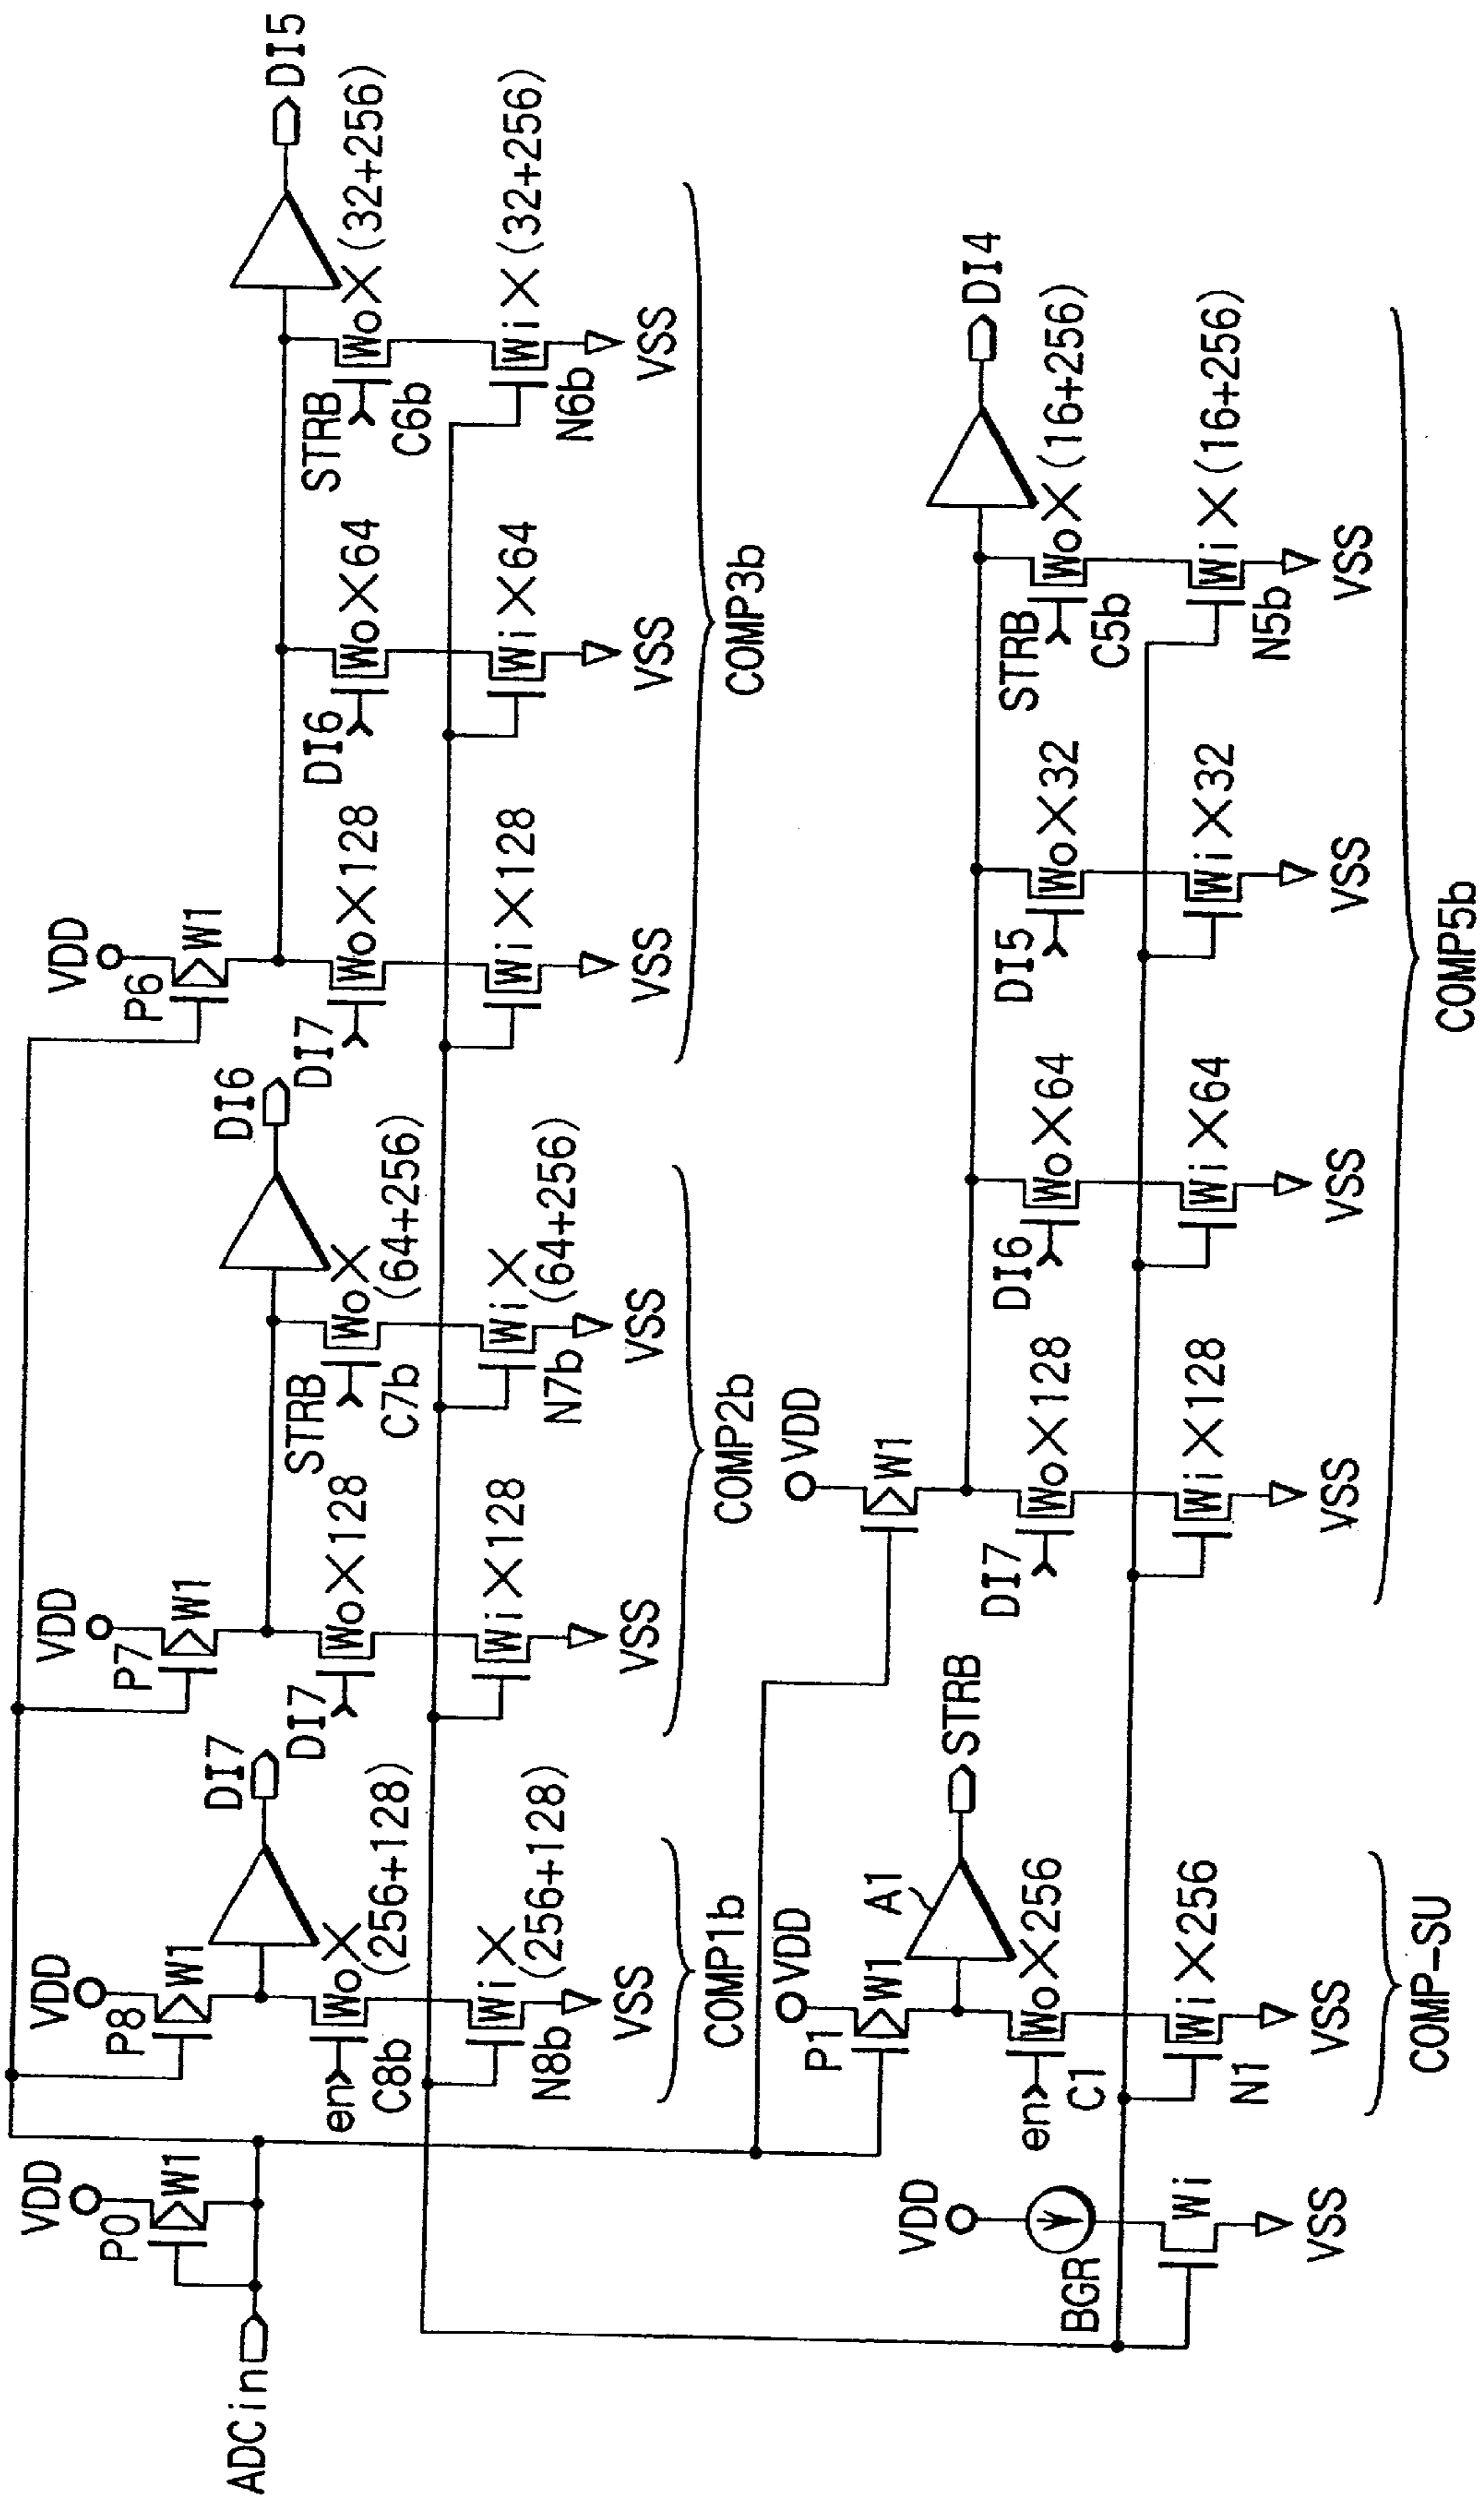 ADCin
VDD
P0
W1
VDD
P8
W1
en
C8b
Wo×
(256+128)
N8b
Wi×
(256+128)
VSS
DI7
COMP1b
VDD
P7
W1
DI7
Wo×128
Wi×128
VSS
STRB
C7b
Wo×
(64+256)
N7b
Wi×
(64+256)
VSS
DI6
COMP2b
VDD
P6
W1
DI7
Wo×128
Wi×128
VSS
DI6
Wo×64
Wi×64
VSS
STRB
C6b
Wo×(32+256)
N6b
Wi×(32+256)
VSS
DI5
COMP3b
VDD
BGR
Wi
VSS
VDD
P1
W1
A1
STRB
en
C1
Wo×256
N1
Wi×256
VSS
COMP-SU
VDD
W1
DI7
Wo×128
Wi×128
VSS
DI6
Wo×64
Wi×64
VSS
DI5
Wo×32
Wi×32
VSS
STRB
C5b
Wo×(16+256)
N5b
Wi×(16+256)
VSS
DI4
COMP5b